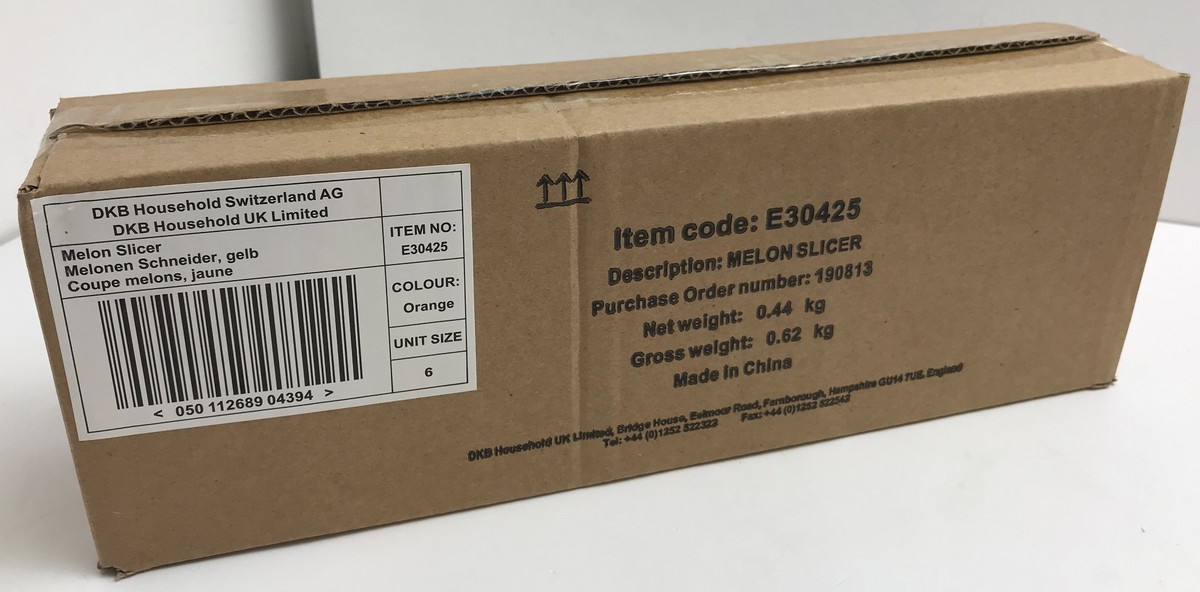 DKB Household Switzerland AG
DKB Household UK Limited
Melon Slicer
Melonen Schneider, gelb
Coupe melons, jaune
< 050 112689 04394 >
ITEM NO:
E30425
COLOUR:
Orange
UNIT SIZE
6
Item code: E30425
Description: MELON SLICER
Purchase Order number: 190813
Net weight: 0.44 kg
Gross weight: 0.62 kg
Made In China
DKB Household UK Limited, Bridge House, Eelmoor Road, Farnborough, Hampshire GU14 7UE. England
Tel: +44 (0)1252 522322 Fax: +44 (0)1252 522542